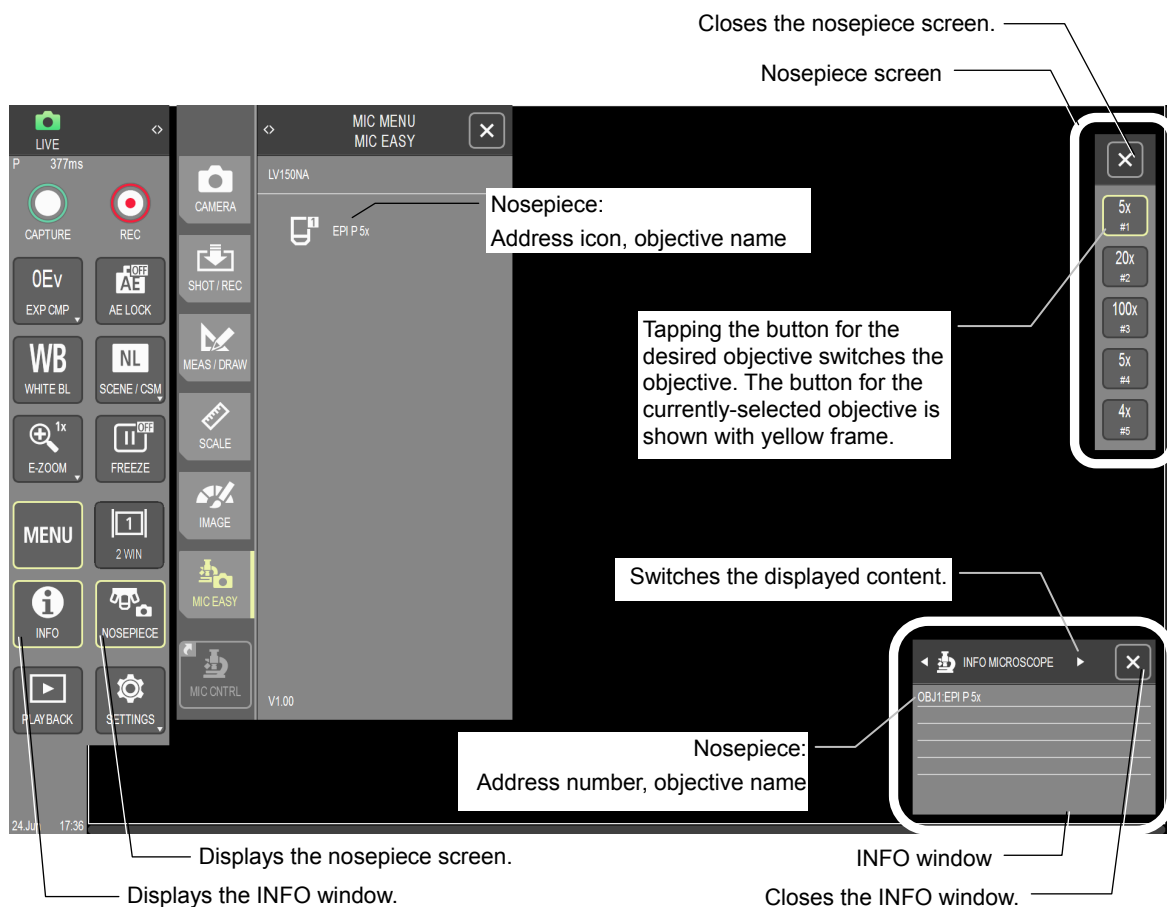 Closes the nosepiece screen.
Nosepiece screen
LIVE
P 377ms
CAPTURE
REC
0Ev
EXP CMP
OFF
AE
AE LOCK
WB
WHITE BL
NL
SCENE / CSM
1x
E-ZOOM
OFF
FREEZE
MENU
1
2 WIN
INFO
NOSEPIECE
PLAYBACK
SETTINGS
24.Jun 17:36
CAMERA
SHOT / REC
MEAS / DRAW
SCALE
IMAGE
MIC EASY
MIC CNTRL
MIC MENU
MIC EASY
LV150NA
1
EPI P 5x
V1.00
Nosepiece:
Address icon, objective name
5x
#1
20x
#2
100x
#3
5x
#4
4x
#5
Tapping the button for the
desired objective switches the
objective. The button for the
currently-selected objective is
shown with yellow frame.
Switches the displayed content.
INFO MICROSCOPE
OBJ1:EPI P 5x
Nosepiece:
Address number, objective name
Displays the nosepiece screen.
Displays the INFO window.
INFO window
Closes the INFO window.